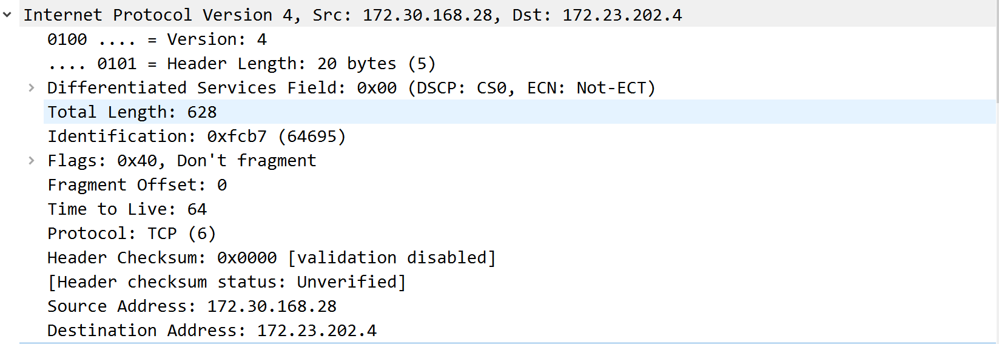 Internet Protocol Version 4, Src: 172.30.168.28, Dst: 172.23.202.4
0100 .... = Version: 4
.... 0101 = Header Length: 20 bytes (5)
Differentiated Services Field: 0x00 (DSCP: CS0, ECN: Not-ECT)
Total Length: 628
Identification: 0xfcb7 (64695)
Flags: 0x40, Don't fragment
Fragment Offset: 0
Time to Live: 64
Protocol: TCP (6)
Header Checksum: 0x0000 [validation disabled]
[Header checksum status: Unverified]
Source Address: 172.30.168.28
Destination Address: 172.23.202.4